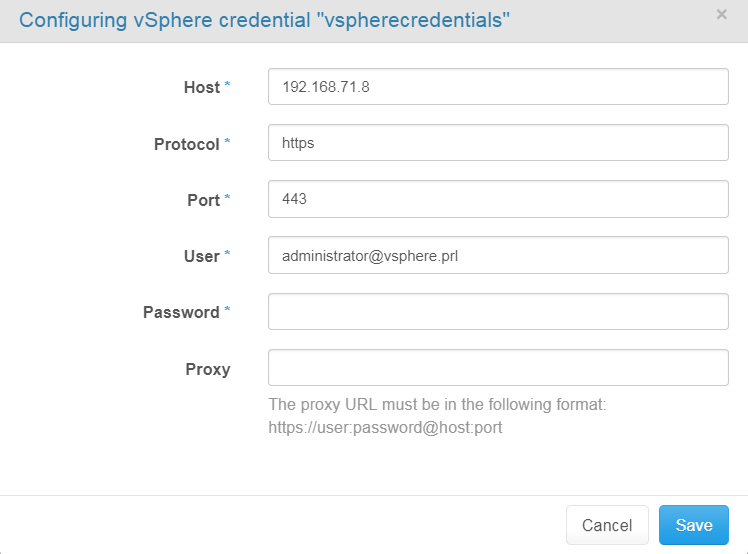 Configuring vSphere credential "vspherecredentials"
×
Host *
192.168.71.8
Protocol *
https
Port *
443
User *
administrator@vsphere.prl
Password *
Proxy
The proxy URL must be in the following format:
https://user:password@host:port
Cancel
Save